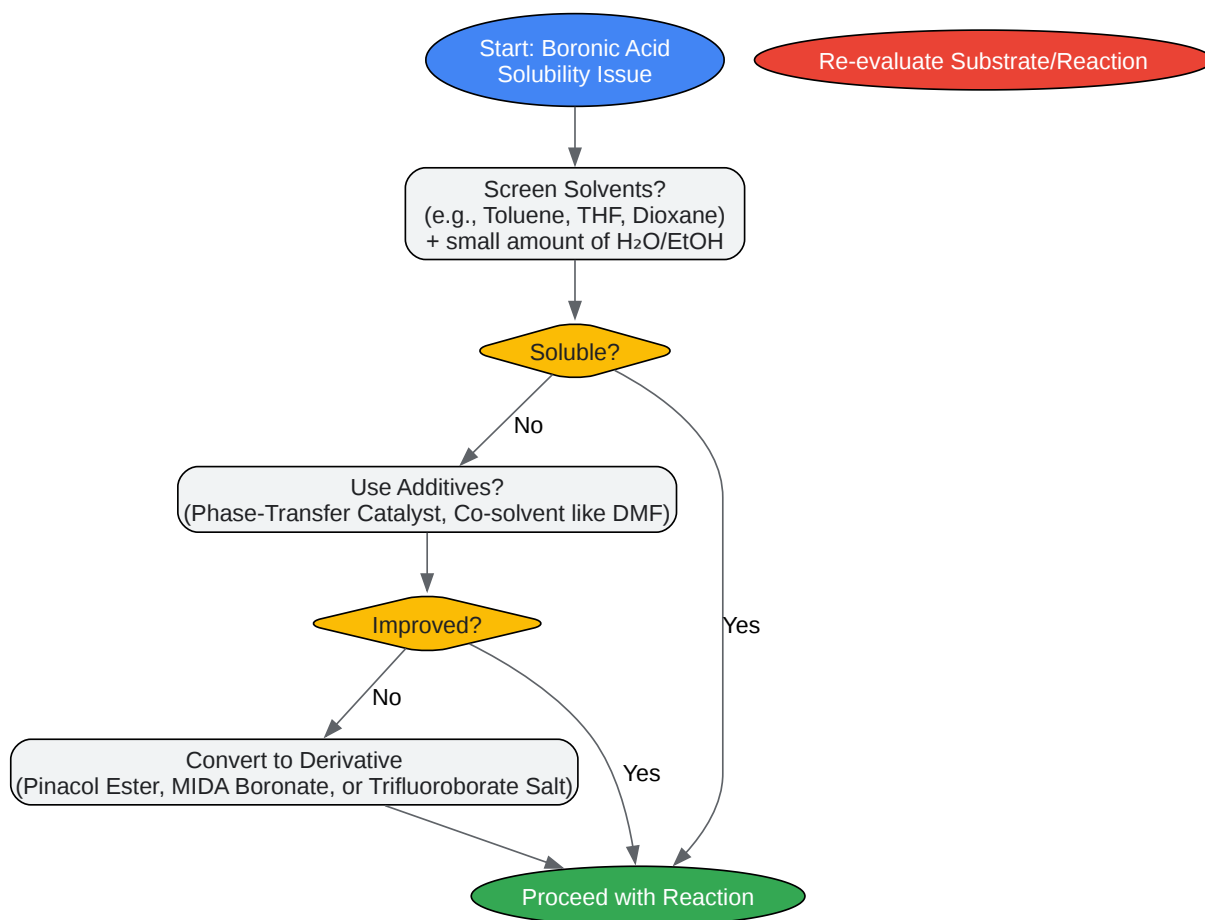 Start: Boronic Acid
Solubility Issue
Re-evaluate Substrate/Reaction
Screen Solvents?
(e.g., Toluene, THF, Dioxane)
+ small amount of H₂O/EtOH
Soluble?
No
Use Additives?
(Phase-Transfer Catalyst, Co-solvent like DMF)
Improved?
Yes
No
Convert to Derivative
(Pinacol Ester, MIDA Boronate, or Trifluoroborate Salt)
Yes
Proceed with Reaction